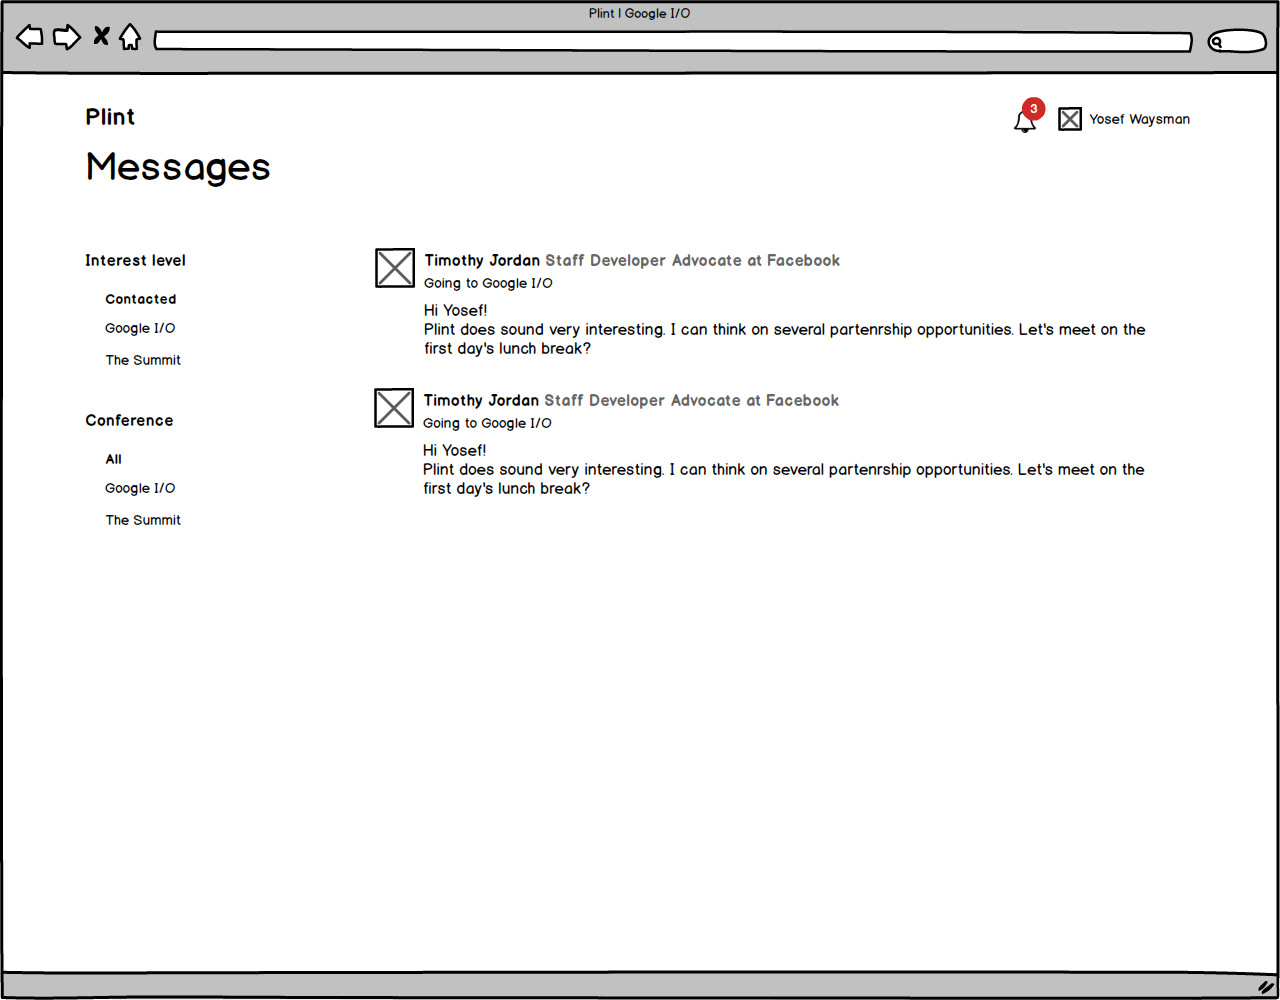 Plint | Google I/O
Plint
3
Yosef Waysman
Messages
Interest level
Contacted
Google I/O
The Summit
Conference
All
Google I/O
The Summit
Timothy Jordan Staff Developer Advocate at Facebook
Going to Google I/O
Hi Yosef!
Plint does sound very interesting. I can think on several partenrship opportunities. Let's meet on the
first day's lunch break?
Timothy Jordan Staff Developer Advocate at Facebook
Going to Google I/O
Hi Yosef!
Plint does sound very interesting. I can think on several partenrship opportunities. Let's meet on the
first day's lunch break?